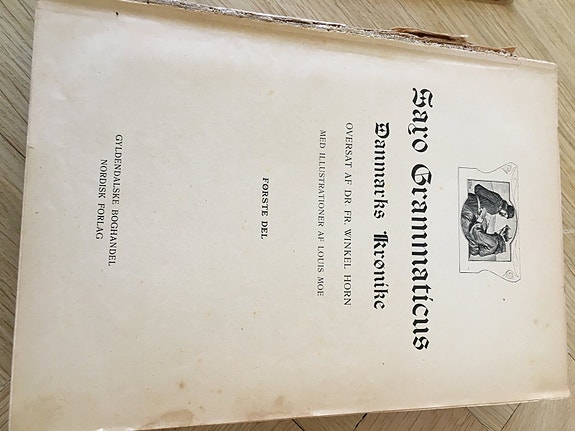 Saxo Grammaticus
Danmarks Krønike
OVERSAT AF DR FR. WINKEL HORN
MED ILLUSTRATIONER AF LOUIS MOE
FØRSTE DEL
GYLDENDALSKE BOGHANDEL
NORDISK FORLAG